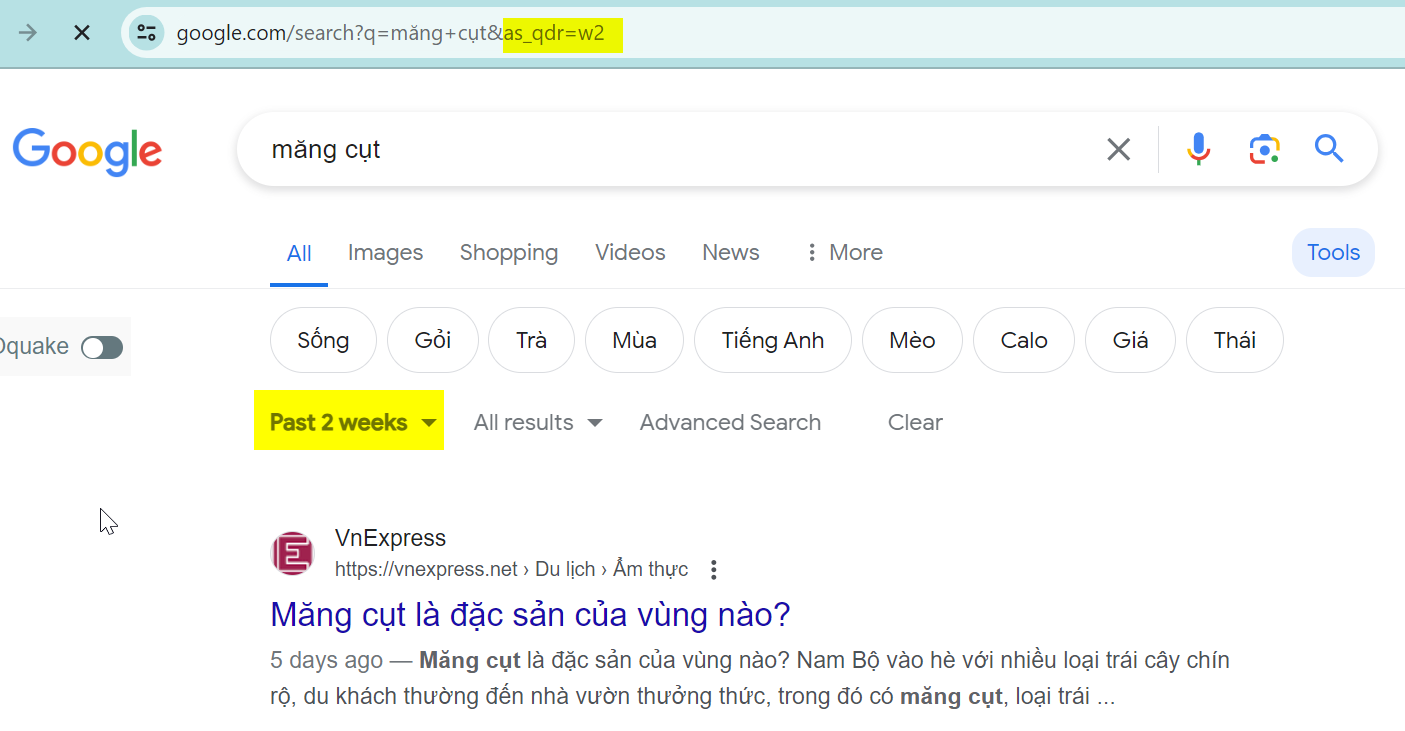 google.com/search?q=măng+cụt&as_qdr=w2
Google
măng cụt
All Images Shopping Videos News More Tools
Sống Gỏi Trà Mùa Tiếng Anh Mèo Calo Giá Thái
quake
Past 2 weeks All results Advanced Search Clear
VnExpress
https://vnexpress.net › Du lịch › Ẩm thực
Măng cụt là đặc sản của vùng nào?
5 days ago — Măng cụt là đặc sản của vùng nào? Nam Bộ vào hè với nhiều loại trái cây chín
rộ, du khách thường đến nhà vườn thưởng thức, trong đó có măng cụt, loại trái ...